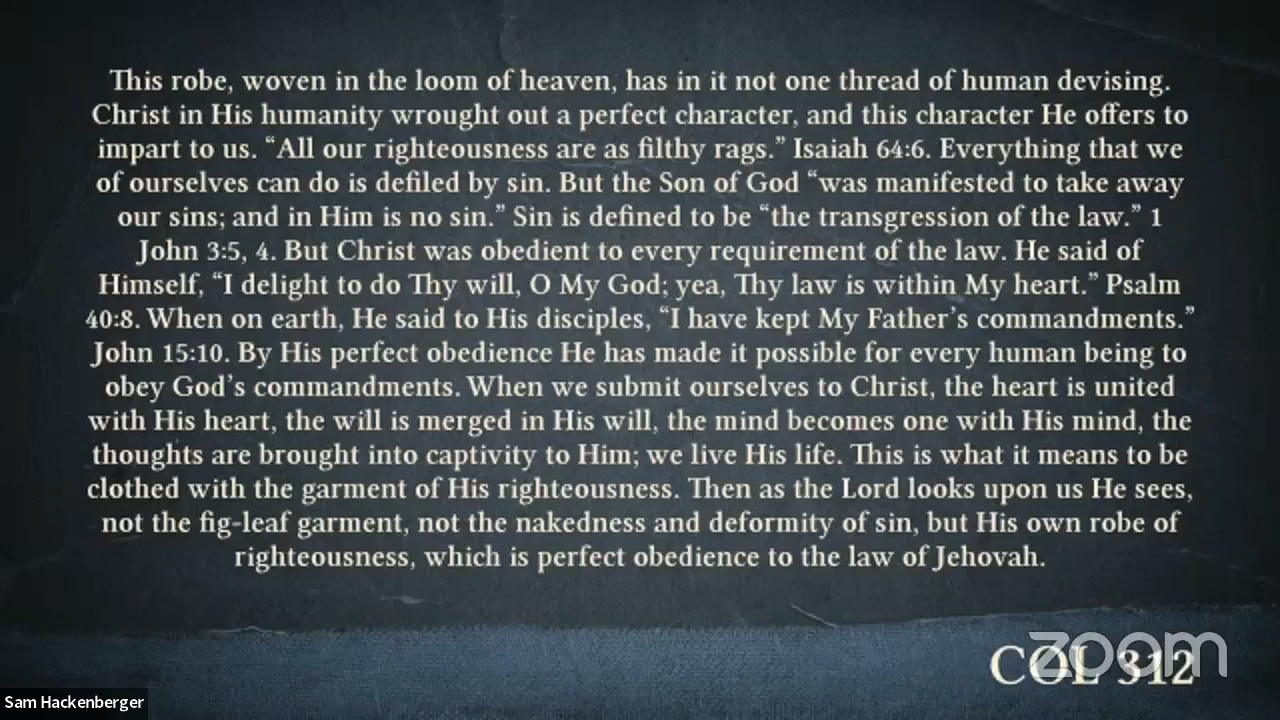 This robe, woven in the loom of heaven, has in it not one thread of human devising.
Christ in His humanity wrought out a perfect character, and this character He offers to
impart to us. “All our righteousness are as filthy rags.” Isaiah 64:6. Everything that we
of ourselves can do is defiled by sin. But the Son of God “was manifested to take away
our sins; and in Him is no sin.” Sin is defined to be “the transgression of the law.” 1
John 3:5, 4. But Christ was obedient to every requirement of the law. He said of
Himself, “I delight to do Thy will, O My God; yea, Thy law is within My heart.” Psalm
40:8. When on earth, He said to His disciples, “I have kept My Father’s commandments.”
John 15:10. By His perfect obedience He has made it possible for every human being to
obey God’s commandments. When we submit ourselves to Christ, the heart is united
with His heart, the will is merged in His will, the mind becomes one with His mind, the
thoughts are brought into captivity to Him; we live His life. This is what it means to be
clothed with the garment of His righteousness. Then as the Lord looks upon us He sees,
not the fig-leaf garment, not the nakedness and deformity of sin, but His own robe of
righteousness, which is perfect obedience to the law of Jehovah.
COL 312
zoom
Sam Hackenberger